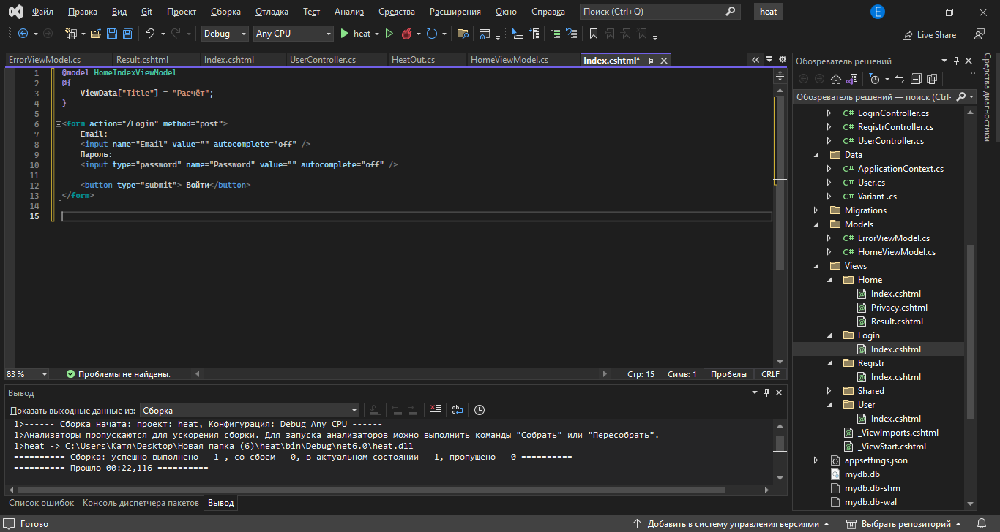 Файл Правка Вид Git Проект Сборка Отладка Тест Анализ Средства Расширения Окно Справка Поиск (Ctrl+Q) heat E
Debug Any CPU heat Live Share
ErrorViewModel.cs Result.cshtml Index.cshtml UserController.cs HeatOut.cs HomeViewModel.cs Index.cshtml*
1 @model HomeIndexViewModel
2 @{
3 ViewData["Title"] = "Расчёт";
4 }
5
6 <form action="/Login" method="post">
7 Email:
8 <input name="Email" value="" autocomplete="off" />
9 Пароль:
10 <input type="password" name="Password" value="" autocomplete="off" />
11
12 <button type="submit"> Войти</button>
13 </form>
14
15
83 % Проблемы не найдены. Стр: 15 Симв: 1 Пробелы CRLF
Вывод
Показать выходные данные из: Сборка
1>------ Сборка начата: проект: heat, Конфигурация: Debug Any CPU ------
1>Анализаторы пропускаются для ускорения сборки. Для запуска анализаторов можно выполнить команды "Собрать" или "Пересобрать".
1>heat -> C:\Users\Катя\Desktop\Новая папка (6)\heat\bin\Debug\net6.0\heat.dll
========== Сборка: успешно выполнено — 1 , со сбоем — 0, в актуальном состоянии — 1, пропущено — 0 ==========
========== Прошло 00:22,116 ==========
Список ошибок Консоль диспетчера пакетов Вывод
Обозреватель решений
Обозреватель решений — поиск (Ctrl-
C# LoginController.cs
C# RegistrController.cs
C# UserController.cs
Data
C# ApplicationContext.cs
C# User.cs
C# Variant .cs
Migrations
Models
C# ErrorViewModel.cs
C# HomeViewModel.cs
Views
Home
Index.cshtml
Privacy.cshtml
Result.cshtml
Login
Index.cshtml
Registr
Index.cshtml
Shared
User
Index.cshtml
_ViewImports.cshtml
_ViewStart.cshtml
appsettings.json
mydb.db
mydb.db-shm
mydb.db-wal
Средства диагностики
Готово Добавить в систему управления версиями Выбрать репозиторий